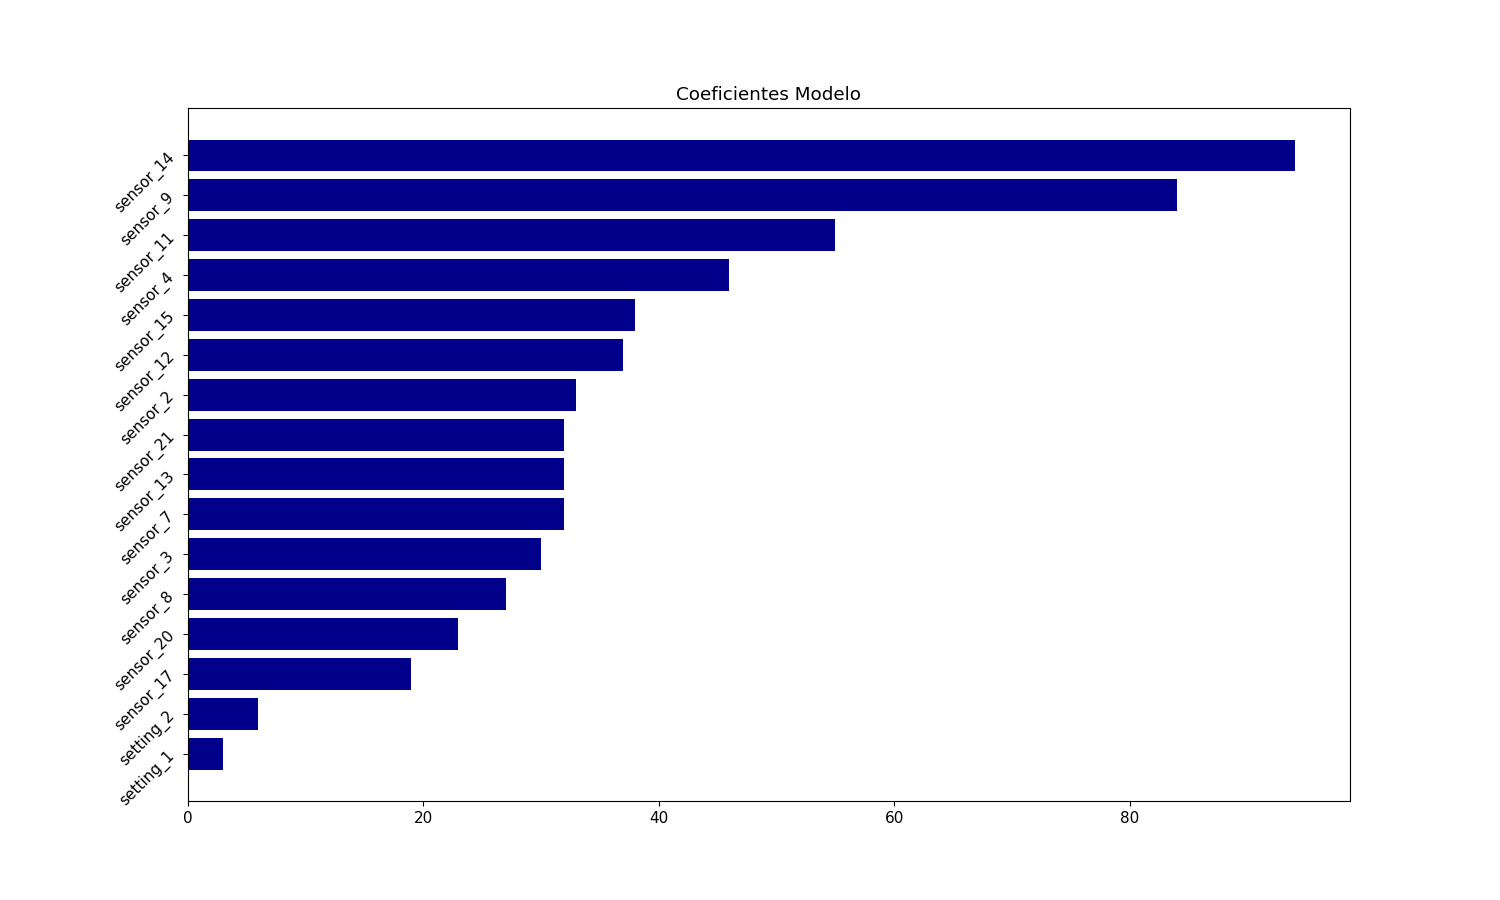 Coeficientes Modelo
sensor_14
sensor_9
sensor_11
sensor_4
sensor_15
sensor_12
sensor_2
sensor_21
sensor_13
sensor_7
sensor_3
sensor_8
sensor_20
sensor_17
setting_2
setting_1
0 20 40 60 80